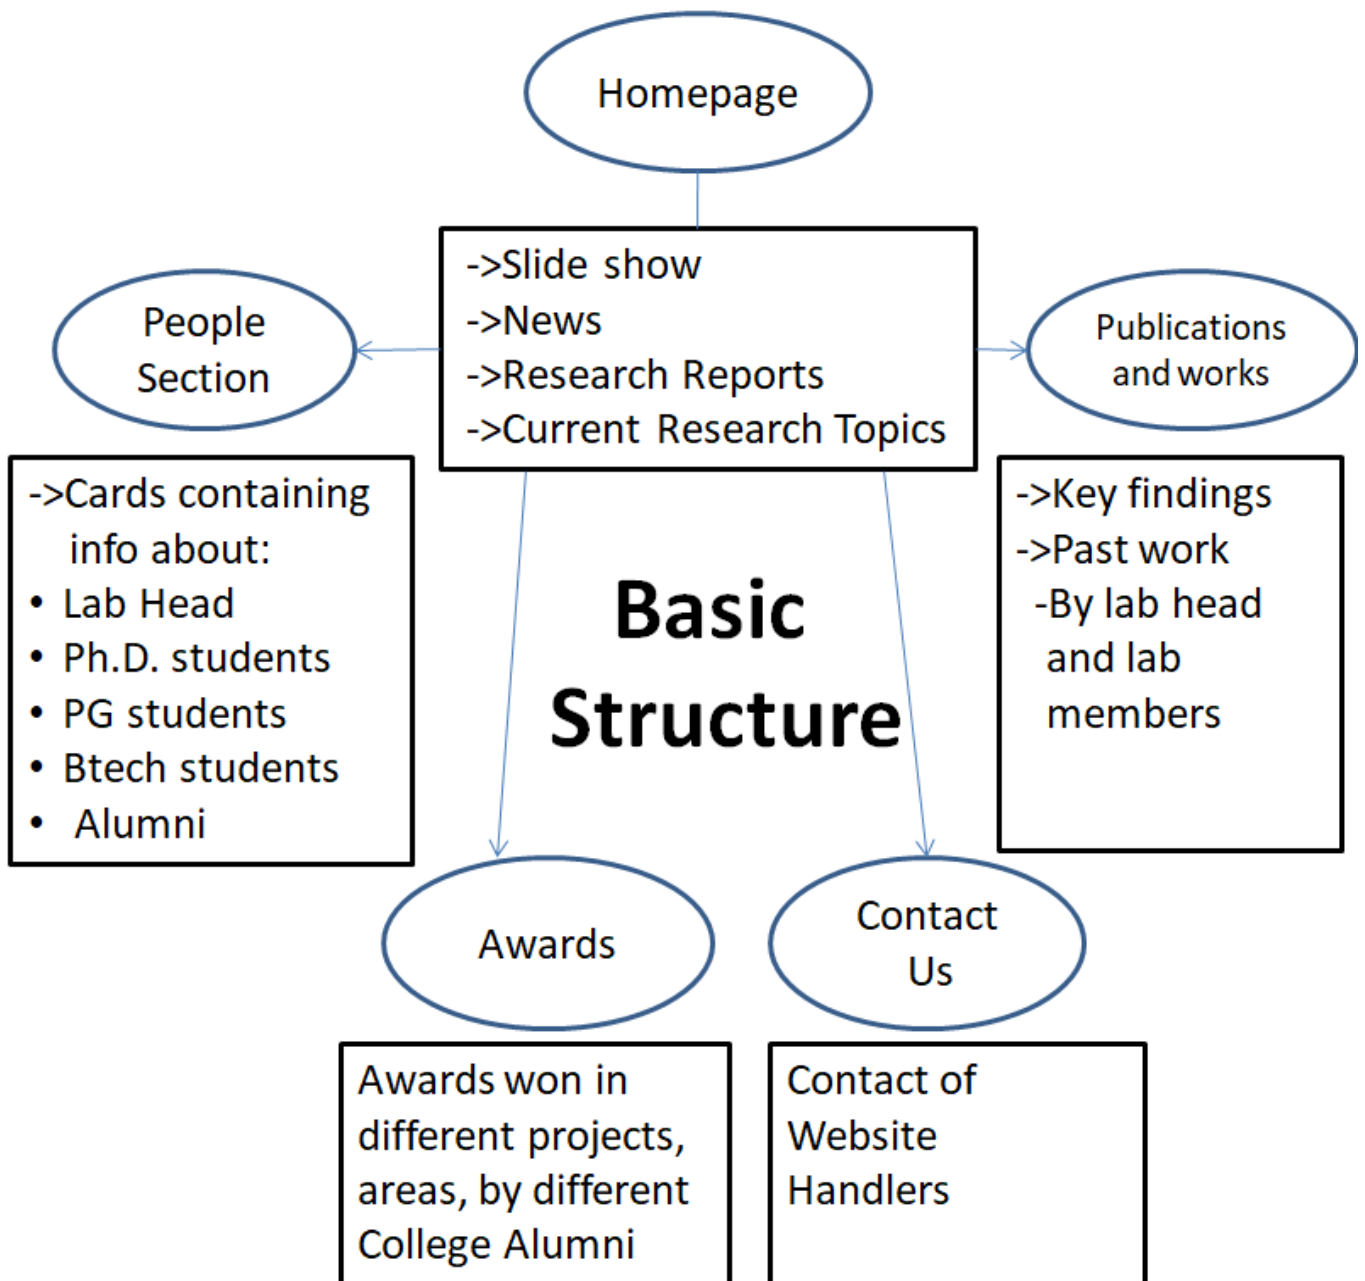 Homepage
->Slide show
->News
->Research Reports
->Current Research Topics
People
Section
->Cards containing
info about:
• Lab Head
• Ph.D. students
• PG students
• Btech students
• Alumni
Publications
and works
->Key findings
->Past work
-By lab head
and lab
members
Basic
Structure
Awards
Awards won in
different projects,
areas, by different
College Alumni
Contact
Us
Contact of
Website
Handlers